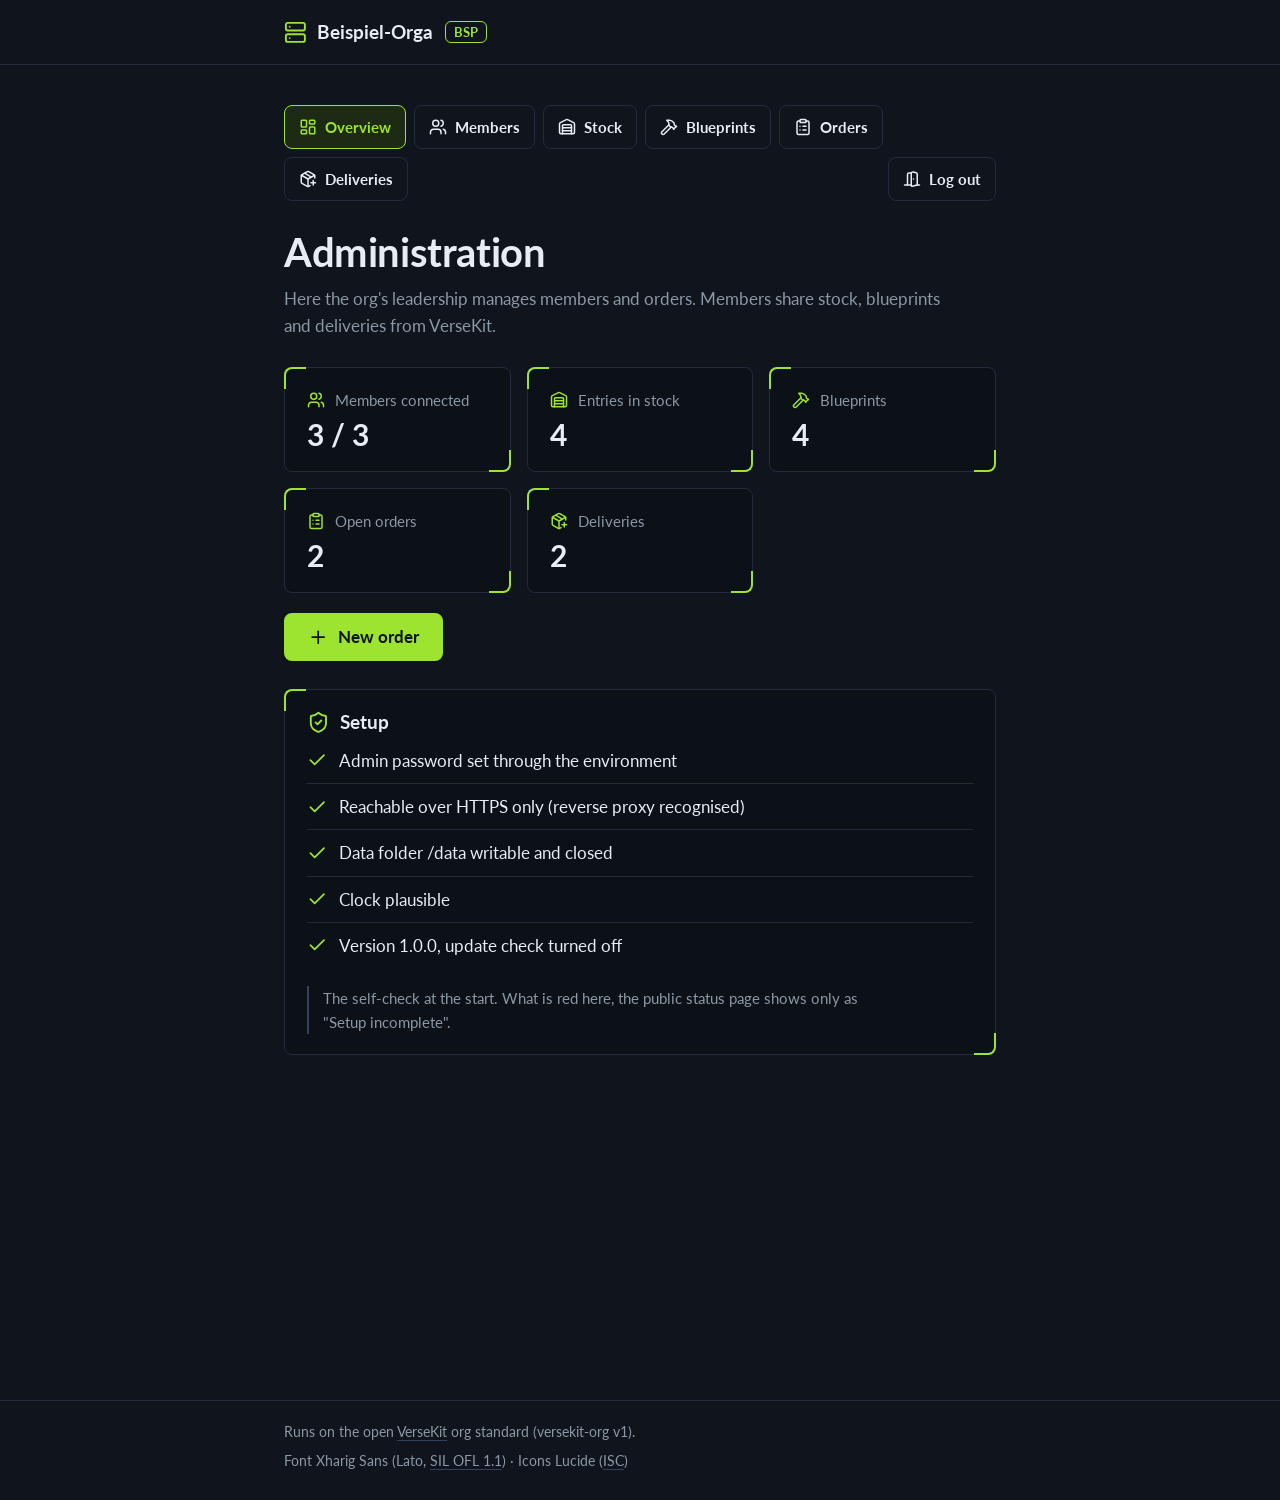 Beispiel-Orga BSP
Overview Members Stock Blueprints Orders
Deliveries Log out
Administration
Here the org's leadership manages members and orders. Members share stock, blueprints
and deliveries from VerseKit.
Members connected
3 / 3
Entries in stock
4
Blueprints
4
Open orders
2
Deliveries
2
New order
Setup
Admin password set through the environment
Reachable over HTTPS only (reverse proxy recognised)
Data folder /data writable and closed
Clock plausible
Version 1.0.0, update check turned off
The self-check at the start. What is red here, the public status page shows only as
"Setup incomplete".
Runs on the open VerseKit org standard (versekit-org v1).
Font Xharig Sans (Lato, SIL OFL 1.1) · Icons Lucide (ISC)